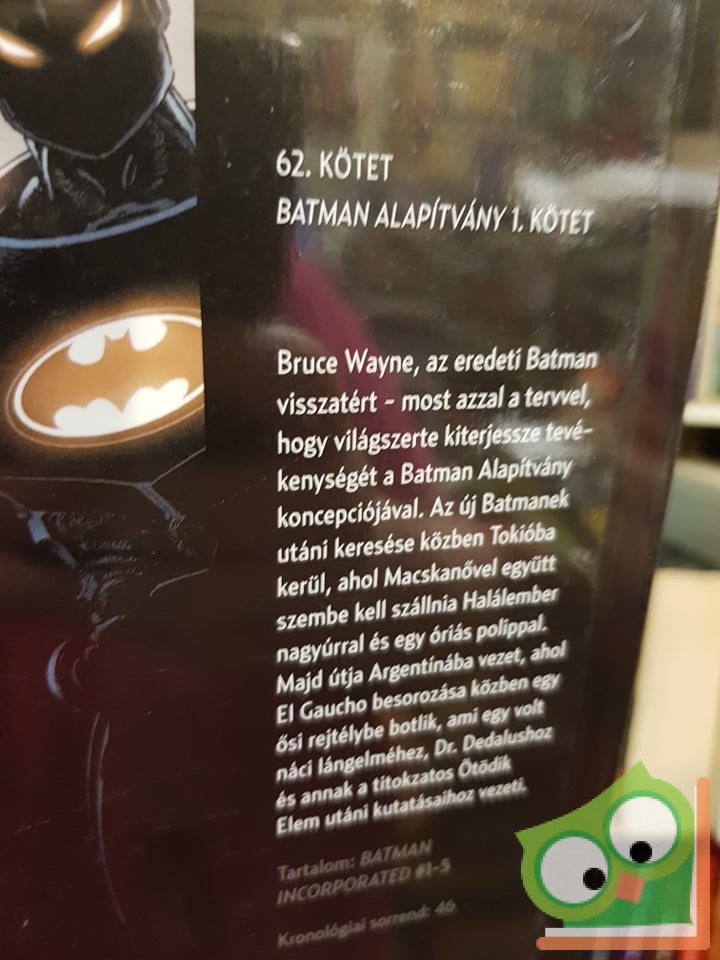 62. KÖTET
BATMAN ALAPÍTVÁNY 1. KÖTET
Bruce Wayne, az eredeti Batman
visszatért – most azzal a tervvel,
hogy világszerte kiterjessze tevé-
kenységét a Batman Alapítvány
koncepciójával. Az új Batmanek
utáni keresése közben Tokióba
kerül, ahol Macskanővel együtt
szembe kell szállnia Halálember
nagyúrral és egy óriás polippal.
Majd útja Argentínába vezet, ahol
El Gaucho besorozása közben egy
ősi rejtélybe botlik, ami egy volt
náci lángelméhez, Dr. Dedalushoz
és annak a titokzatos Ötödik
Elem utáni kutatásaihoz vezeti.
Tartalom: BATMAN
INCORPORATED #1-5
Kronológiai sorrend: 46